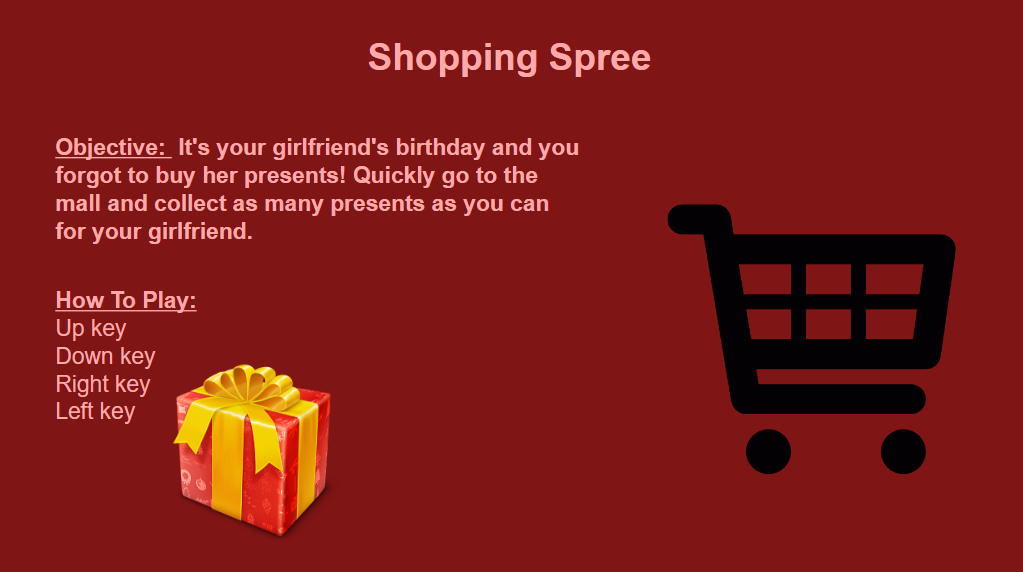 Shopping Spree
Objective:  It's your girlfriend's birthday and you
forgot to buy her presents! Quickly go to the
mall and collect as many presents as you can
for your girlfriend.
How To Play:
Up key
Down key
Right key
Left key